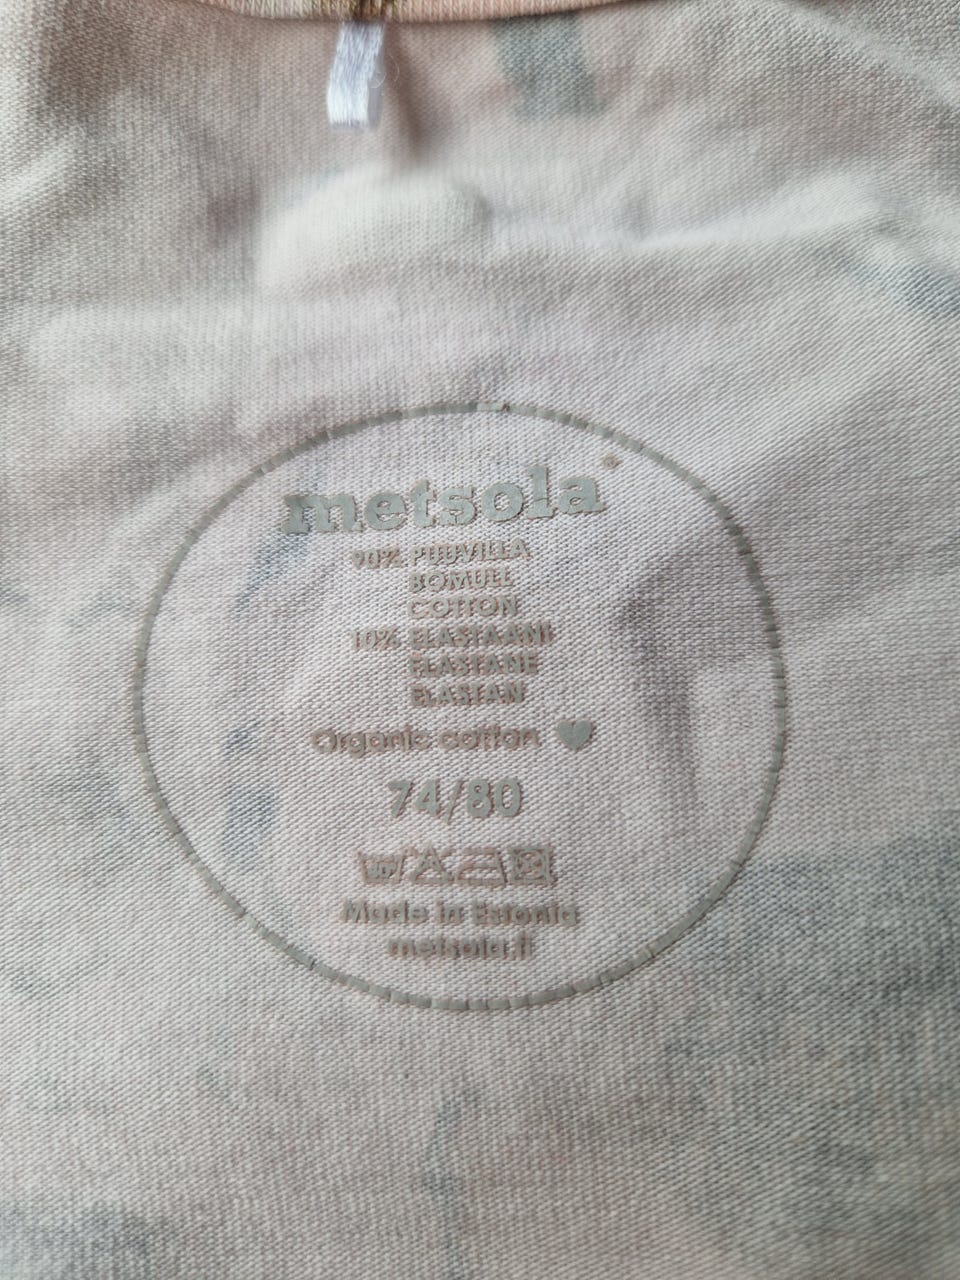 metsola®
90% PUUVILLA
BOMULL
COTTON
10% ELASTAANI
ELASTANE
ELASTAN
Organic cotton
74/80
Made in Estonia
metsola.fi